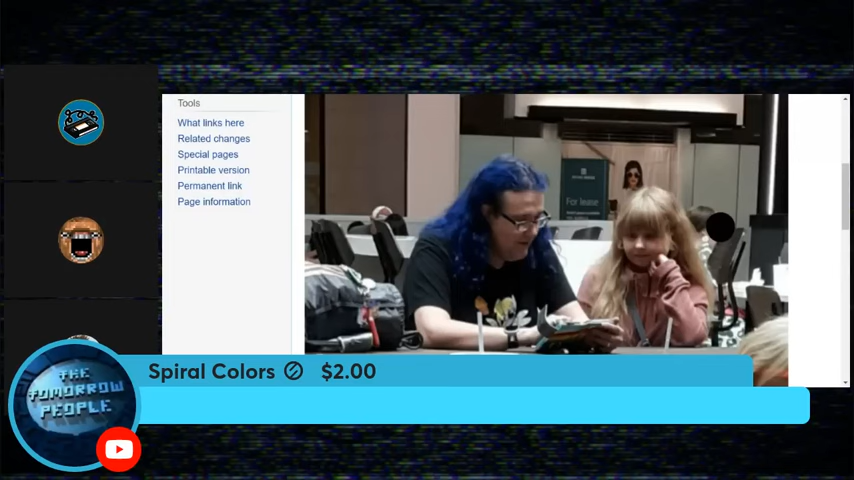 Tools
What links here
Related changes
Special pages
Printable version
Permanent link
Page information
For lease
Spiral Colors $2.00
THE
TOMORROW
PEOPLE